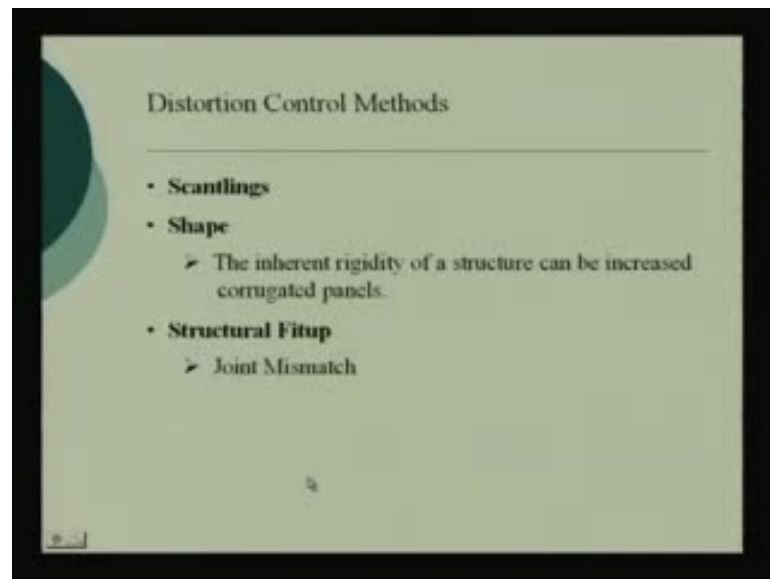 Distortion Control Methods
• Scantlings
• Shape
➢ The inherent rigidity of a structure can be increased
corrugated panels.
• Structural Fitup
➢ Joint Mismatch